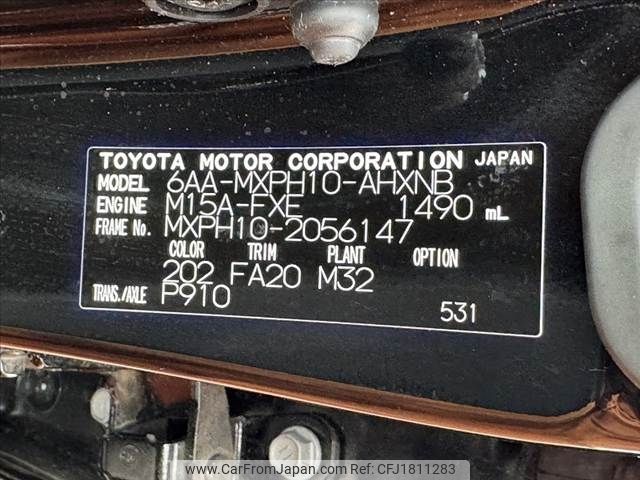 TOYOTA MOTOR CORPORATION JAPAN
MODEL 6AA-MXPH10-AHXNB
ENGINE M15A-FXE 1490 mL
FRAME No. MXPH10-2056147
COLOR TRIM PLANT OPTION
202 FA20 M32
TRANS./AXLE P910
531
www.CarFromJapan.com REF:CFJ1811283